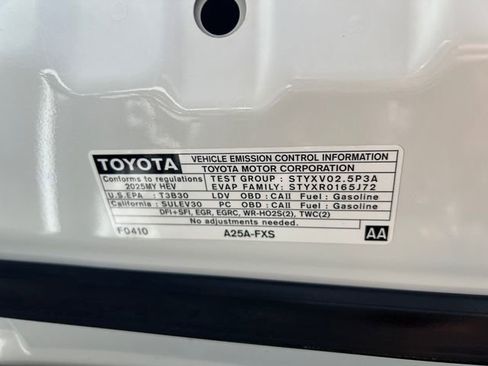 TOYOTA VEHICLE EMISSION CONTROL INFORMATION
TOYOTA MOTOR CORPORATION
Conforms to regulations TEST GROUP : STYXV02.5P3A
2025MY HEV EVAP FAMILY: STYXR0165J72
U.S.EPA : T3B30 LDV OBD : CAII Fuel : Gasoline
California : SULEV30 PC OBD : CAII Fuel : Gasoline
DFI+SFI, EGR, EGRC, WR-HO2S(2), TWC(2)
No adjustments needed.
F0410 A25A-FXS AA